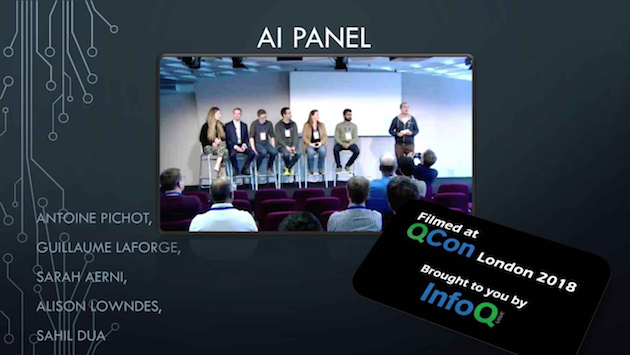 AI PANEL
ANTOINE PICHOT,
GUILLAUME LAFORGE,
SARAH AERNI,
ALISON LOWNDES,
SAHIL DUA
Filmed at
QCon London 2018
Brought to you by
InfoQ